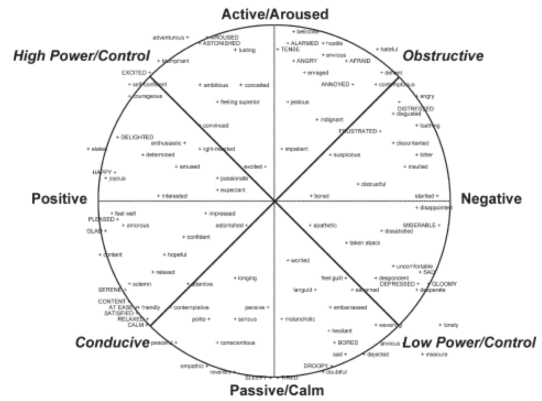 Active/Aroused
+ bellicose
adventurous + + AROUSED
+ ASTONISHED
+ ALARMED + hostile
+ lusting
+ TENSE
+ hateful
High Power/Control
Obstructive
+ envious
+ triumphant
+ ANGRY
+ AFRAID
EXCITED +
+ enraged
+ defiant
+ self-confident
+ ambitious
+ conceited
ANNOYED +
+ contemptuous
+ courageous
+ angry
+ feeling superior
+ jealous
+ DISTRESSED
+ disgusted
+ indignant
+ loathing
+ convinced
FRUSTRATED +
+ DELIGHTED
enthusiastic +
+ discontented
+ elated
+ light-hearted
+ impatient
+ determined
+ suspicious
+ bitter
+ amused
excited +
+ insulted
HAPPY +
+ joyous
+ passionate
+ distrustful
+ expectant
Positive
+ interested
+ bored
startled +
Negative
+ disappointed
+ feel well
+ impressed
PLEASED +
+ amorous
astonished +
+ apathetic
MISERABLE +
GLAD +
+ dissatisfied
+ confident
+ taken aback
+ content
+ hopeful
+ worried
+ uncomfortable
+ relaxed
+ SAD
+ longing
feel guilt +
+ despondent
+ solemn
+ attentive
DEPRESSED +
+ GLOOMY
SERENE +
languid +
+ ashamed
+ desperate
CONTENT +
AT EASE + friendly
+ contemplative
pensive +
+ embarrassed
SATISFIED +
RELAXED +
polite +
+ serious
+ melancholic
CALM +
+ wavering
+ lonely
+ hesitant
Conducive
+ peaceful
+ conscientious
+ BORED
anxious +
Low Power/Control
sad +
+ dejected
+ insecure
empathic +
DROOPY +
reverent +
+ doubtful
SLEEPY + + TIRED
Passive/Calm